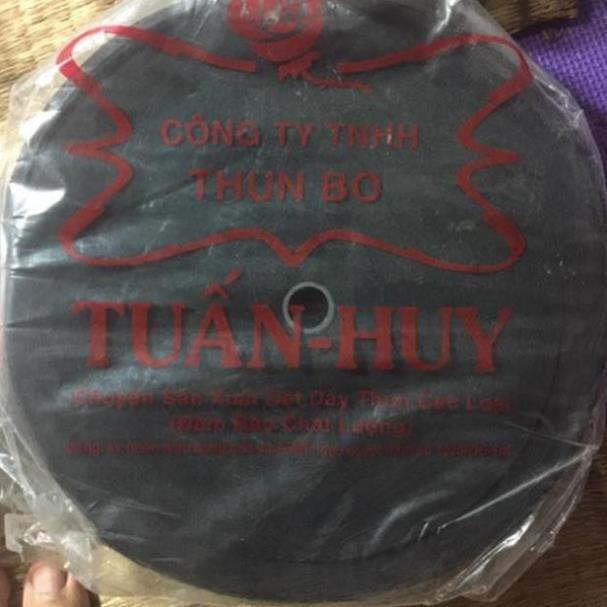 CÔNG TY TNHH
THUN BO
TUẤN-HUY
Chuyên Sản Xuất Dệt Dây Thun Các Loại
(Đảm Bảo Chất Lượng)